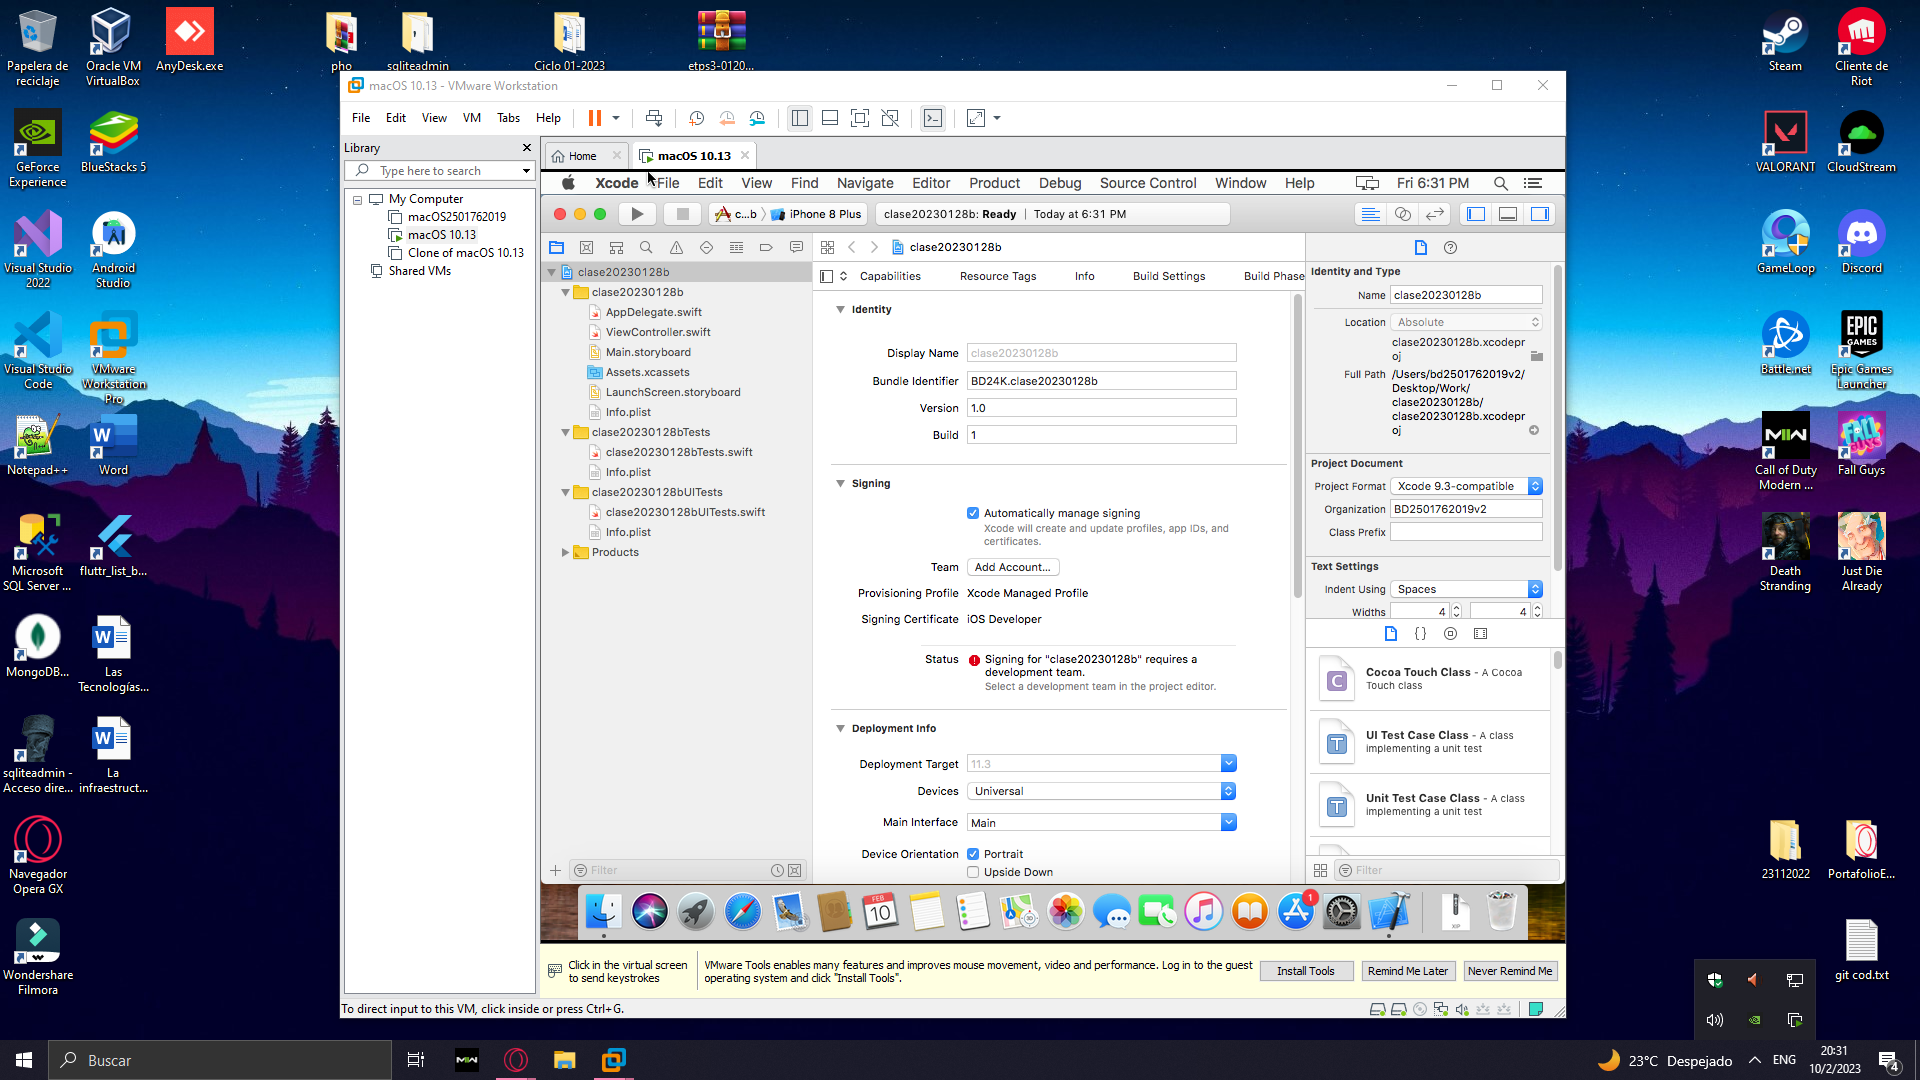 Papelera de
reciclaje
Oracle VM
VirtualBox
AnyDesk.exe
pho
sqliteadmin
Ciclo 01-2023
etps3-0120...
Steam
Cliente de
Riot
GeForce
Experience
BlueStacks 5
VALORANT
CloudStream
Visual Studio
2022
Android
Studio
GameLoop
Discord
Visual Studio
Code
VMware
Workstation
Pro
Battle.net
Epic Games
Launcher
EPIC
GAMES
Notepad++
Word
Call of Duty
Modern ...
Fall Guys
Microsoft
SQL Server ...
fluttr_list_b...
Death
Stranding
Just Die
Already
MongoDB...
Las
Tecnologías...
sqliteadmin -
Acceso dire...
La
infraestruct...
Navegador
Opera GX
23112022
PortafolioE...
Wondershare
Filmora
git cod.txt
macOS 10.13 - VMware Workstation
File Edit View VM Tabs Help
Library
Type here to search
My Computer
macOS2501762019
macOS 10.13
Clone of macOS 10.13
Shared VMs
Home
macOS 10.13
Xcode File Edit View Find Navigate Editor Product Debug Source Control Window Help
Fri 6:31 PM
c...b
iPhone 8 Plus
clase20230128b: Ready | Today at 6:31 PM
clase20230128b
clase20230128b
AppDelegate.swift
ViewController.swift
Main.storyboard
Assets.xcassets
LaunchScreen.storyboard
Info.plist
clase20230128bTests
clase20230128bTests.swift
Info.plist
clase20230128bUITests
clase20230128bUITests.swift
Info.plist
Products
Filter
clase20230128b
Capabilities Resource Tags Info Build Settings Build Phase
Identity
Display Name clase20230128b
Bundle Identifier BD24K.clase20230128b
Version 1.0
Build 1
Signing
Automatically manage signing
Xcode will create and update profiles, app IDs, and
certificates.
Team Add Account...
Provisioning Profile Xcode Managed Profile
Signing Certificate iOS Developer
Status Signing for "clase20230128b" requires a
development team.
Select a development team in the project editor.
Deployment Info
Deployment Target 11.3
Devices Universal
Main Interface Main
Device Orientation Portrait
Upside Down
Identity and Type
Name clase20230128b
Location Absolute
clase20230128b.xcodepr
oj
Full Path /Users/bd2501762019v2/
Desktop/Work/
clase20230128b/
clase20230128b.xcodepr
oj
Project Document
Project Format Xcode 9.3-compatible
Organization BD2501762019v2
Class Prefix
Text Settings
Indent Using Spaces
Widths 4 4
Cocoa Touch Class - A Cocoa
Touch class
UI Test Case Class - A class
implementing a unit test
Unit Test Case Class - A class
implementing a unit test
Filter
FEB
10
1
Click in the virtual screen
to send keystrokes
VMware Tools enables many features and improves mouse movement, video and performance. Log in to the guest
operating system and click "Install Tools".
Install Tools
Remind Me Later
Never Remind Me
To direct input to this VM, click inside or press Ctrl+G.
Buscar
23°C Despejado
ENG
20:31
10/2/2023
4